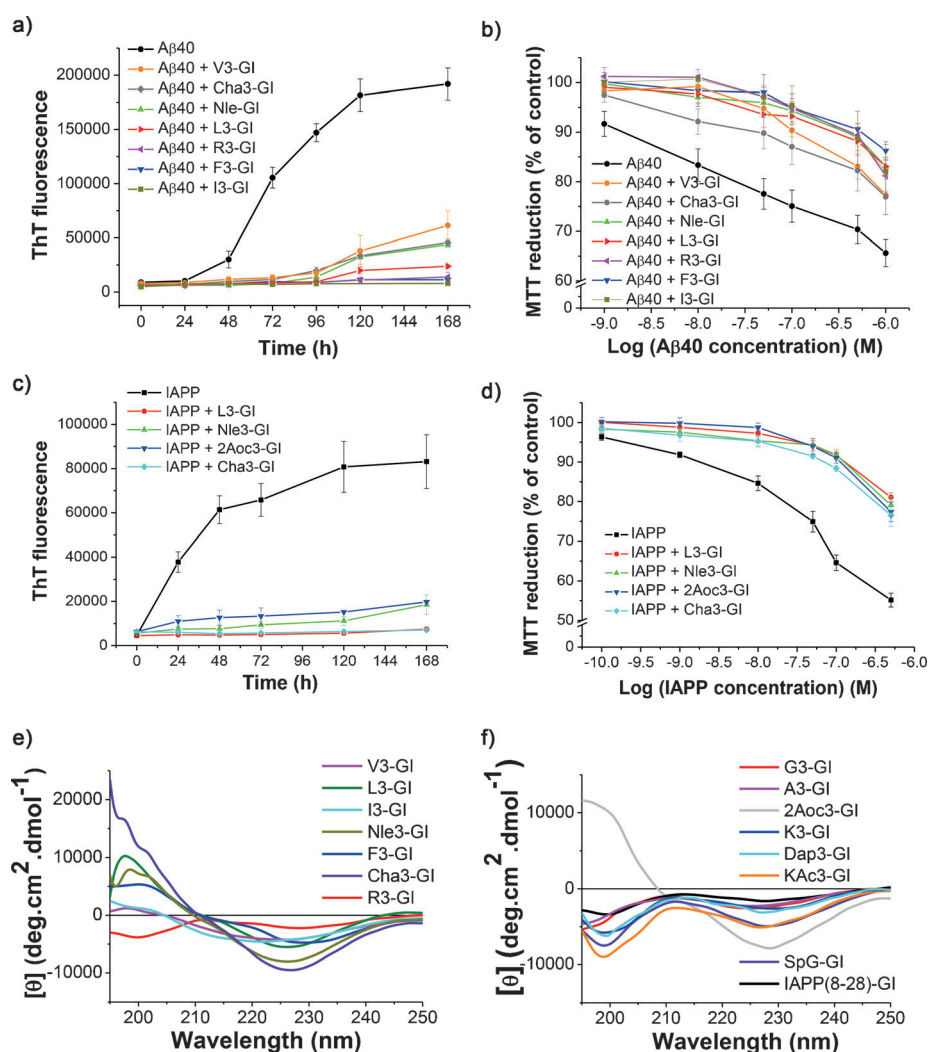 a)
ThT fluorescence
200000
150000
100000
50000
0
Aβ40
Aβ40 + V3-GI
Aβ40 + Cha3-GI
Aβ40 + Nle-GI
Aβ40 + L3-GI
Aβ40 + R3-GI
Aβ40 + F3-GI
Aβ40 + I3-GI
0 24 48 72 96 120 144 168
Time (h)
b)
MTT reduction (% of control)
100
90
80
70
60
0
Aβ40
Aβ40 + V3-GI
Aβ40 + Cha3-GI
Aβ40 + Nle-GI
Aβ40 + L3-GI
Aβ40 + R3-GI
Aβ40 + F3-GI
Aβ40 + I3-GI
-9.0 -8.5 -8.0 -7.5 -7.0 -6.5 -6.0
Log (Aβ40 concentration) (M)
c)
ThT fluorescence
100000
80000
60000
40000
20000
0
IAPP
IAPP + L3-GI
IAPP + Nle3-GI
IAPP + 2Aoc3-GI
IAPP + Cha3-GI
0 24 48 72 96 120 144 168
Time (h)
d)
MTT reduction (% of control)
100
90
80
70
60
50
0
IAPP
IAPP + L3-GI
IAPP + Nle3-GI
IAPP + 2Aoc3-GI
IAPP + Cha3-GI
-10.0 -9.5 -9.0 -8.5 -8.0 -7.5 -7.0 -6.5 -6.0
Log (IAPP concentration) (M)
e)
[θ] (deg.cm2.dmol-1)
20000
10000
0
-10000
V3-GI
L3-GI
I3-GI
Nle3-GI
F3-GI
Cha3-GI
R3-GI
200 210 220 230 240 250
Wavelength (nm)
f)
[θ] (deg.cm2.dmol-1)
10000
0
-10000
G3-GI
A3-GI
2Aoc3-GI
K3-GI
Dap3-GI
KAc3-GI
SpG-GI
IAPP(8-28)-GI
200 210 220 230 240 250
Wavelength (nm)